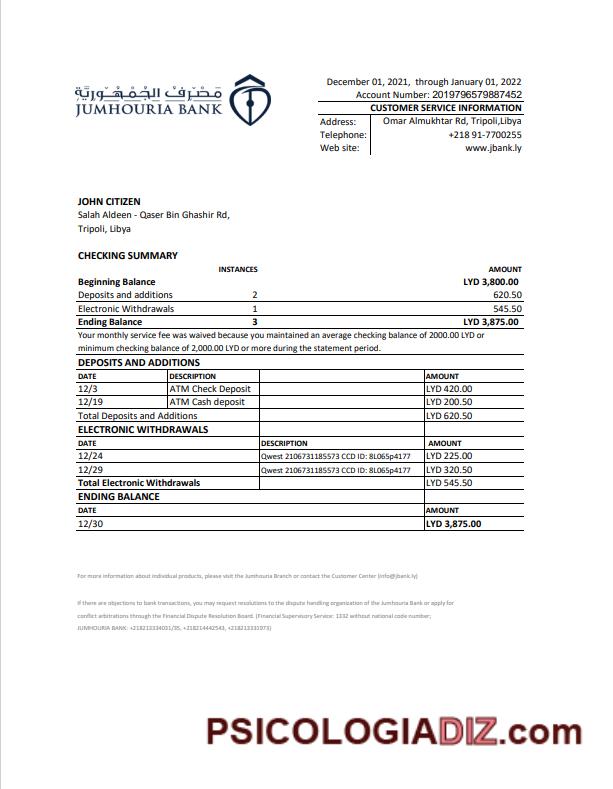 مصرف الجمهورية
JUMHOURIA BANK
December 01, 2021, through January 01, 2022
Account Number: 2019796579887452
CUSTOMER SERVICE INFORMATION
Address: Omar Almukhtar Rd, Tripoli,Libya
Telephone: +218 91-7700255
Web site: www.jbank.ly
JOHN CITIZEN
Salah Aldeen - Qaser Bin Ghashir Rd,
Tripoli, Libya
CHECKING SUMMARY
INSTANCES AMOUNT
Beginning Balance LYD 3,800.00
Deposits and additions 2 620.50
Electronic Withdrawals 1 545.50
Ending Balance 3 LYD 3,875.00
Your monthly service fee was waived because you maintained an average checking balance of 2000.00 LYD or
minimum checking balance of 2,000.00 LYD or more during the statement period.
DEPOSITS AND ADDITIONS
DATE DESCRIPTION AMOUNT
12/3 ATM Check Deposit LYD 420.00
12/19 ATM Cash deposit LYD 200.50
Total Deposits and Additions LYD 620.50
ELECTRONIC WITHDRAWALS
DATE DESCRIPTION AMOUNT
12/24 Qwest 2106731185573 CCD ID: 8L065p4177 LYD 225.00
12/29 Qwest 2106731185573 CCD ID: 8L065p4177 LYD 320.50
Total Electronic Withdrawals LYD 545.50
ENDING BALANCE
DATE AMOUNT
12/30 LYD 3,875.00
For more information about individual products, please visit the Jumhouria Branch or contact the Customer Center (info@jbank.ly)
If there are objections to bank transactions, you may request resolutions to the dispute handling organization of the Jumhouria Bank or apply for
conflict arbitrations through the Financial Dispute Resolution Board. (Financial Supervisory Service: 1332 without national code number;
JUMHOURIA BANK: +218213334031/35, +218214442543, +218213331973)
PSICOLOGIADIZ.com